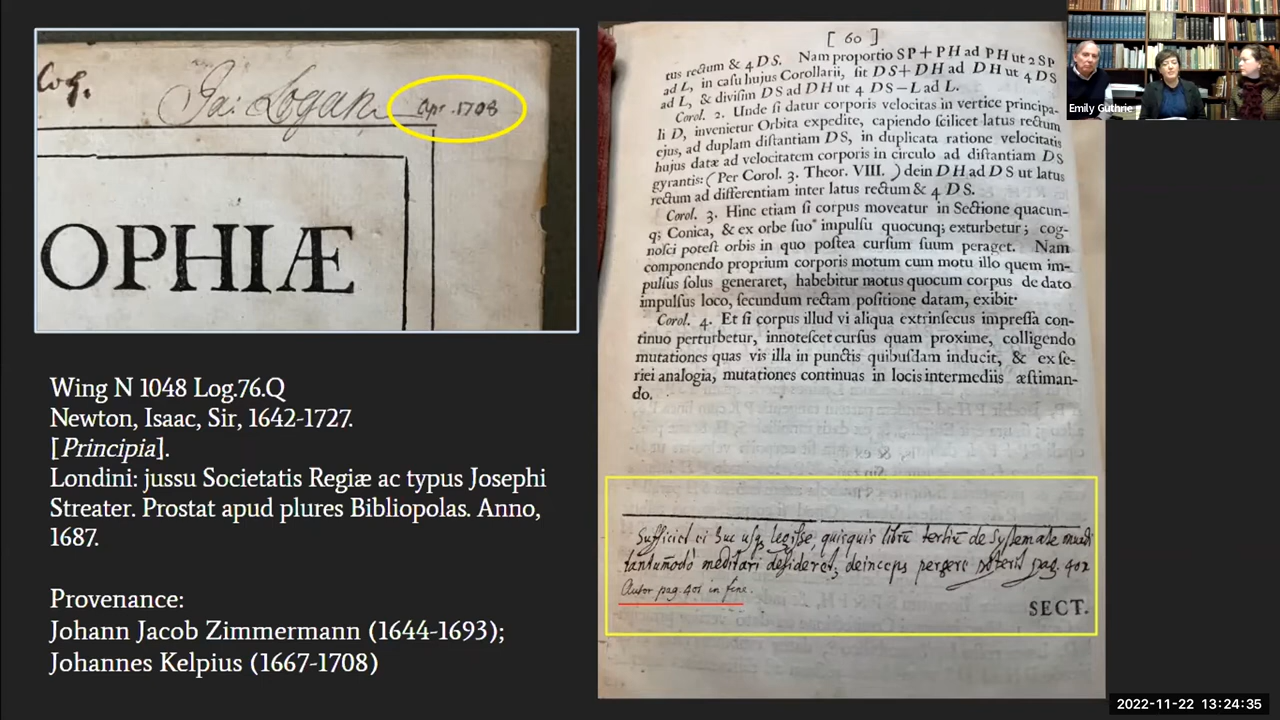 Log.
Ja: Logan. Apr. 1708
OPHIÆ
Wing N 1048 Log.76.Q
Newton, Isaac, Sir, 1642-1727.
[Principia].
Londini: jussu Societatis Regiæ ac typus Josephi
Streater. Prostat apud plures Bibliopolas. Anno,
1687.
Provenance:
Johann Jacob Zimmermann (1644-1693);
Johannes Kelpius (1667-1708)
[ 60 ]
tus rectum & 4 DS. Nam proportio SP + PH ad PH ut 2 SP
ad L, in casu hujus Corollarii, fit DS + DH ad DH ut 4 DS
ad L, & divisim DS ad DH ut 4 DS – L ad L.
Corol. 2. Unde si datur corporis velocitas in vertice principa-
li D, invenietur Orbita expedite, capiendo scilicet latus rectum
ejus, ad duplam distantiam DS, in duplicata ratione velocitatis
hujus datæ ad velocitatem corporis in circulo ad distantiam DS
gyrantis: (Per Corol. 3. Theor. VIII. ) dein DH ad DS ut latus
rectum ad differentiam inter latus rectum & 4 DS.
Corol. 3. Hinc etiam si corpus moveatur in Sectione quacun-
q; Conica, & ex orbe suo impulsu quocunq; exturbetur; cog-
nosci potest orbis in quo postea cursum suum peraget. Nam
componendo proprium corporis motum cum motu illo quem im-
pulsus solus generaret, habebitur motus quocum corpus de dato
impulsus loco, secundum rectam positione datam, exibit.
Corol. 4. Et si corpus illud vi aliqua extrinsecus impressa con-
tinuo perturbetur, innotescet cursus quam proxime, colligendo
mutationes quas vis illa in punctis quibusdam inducit, & ex se-
riei analogia, mutationes continuas in locis intermediis æstiman-
do.
Sufficiet ei huc usq legisse, quisquis librū tertiū de Systemate mundi
tantum̄odò meditari desideret; deinceps pergere poterit pag. 402
Autor pag. 401 in fine.
SECT.
Emily Guthrie
2022-11-22 13:24:35